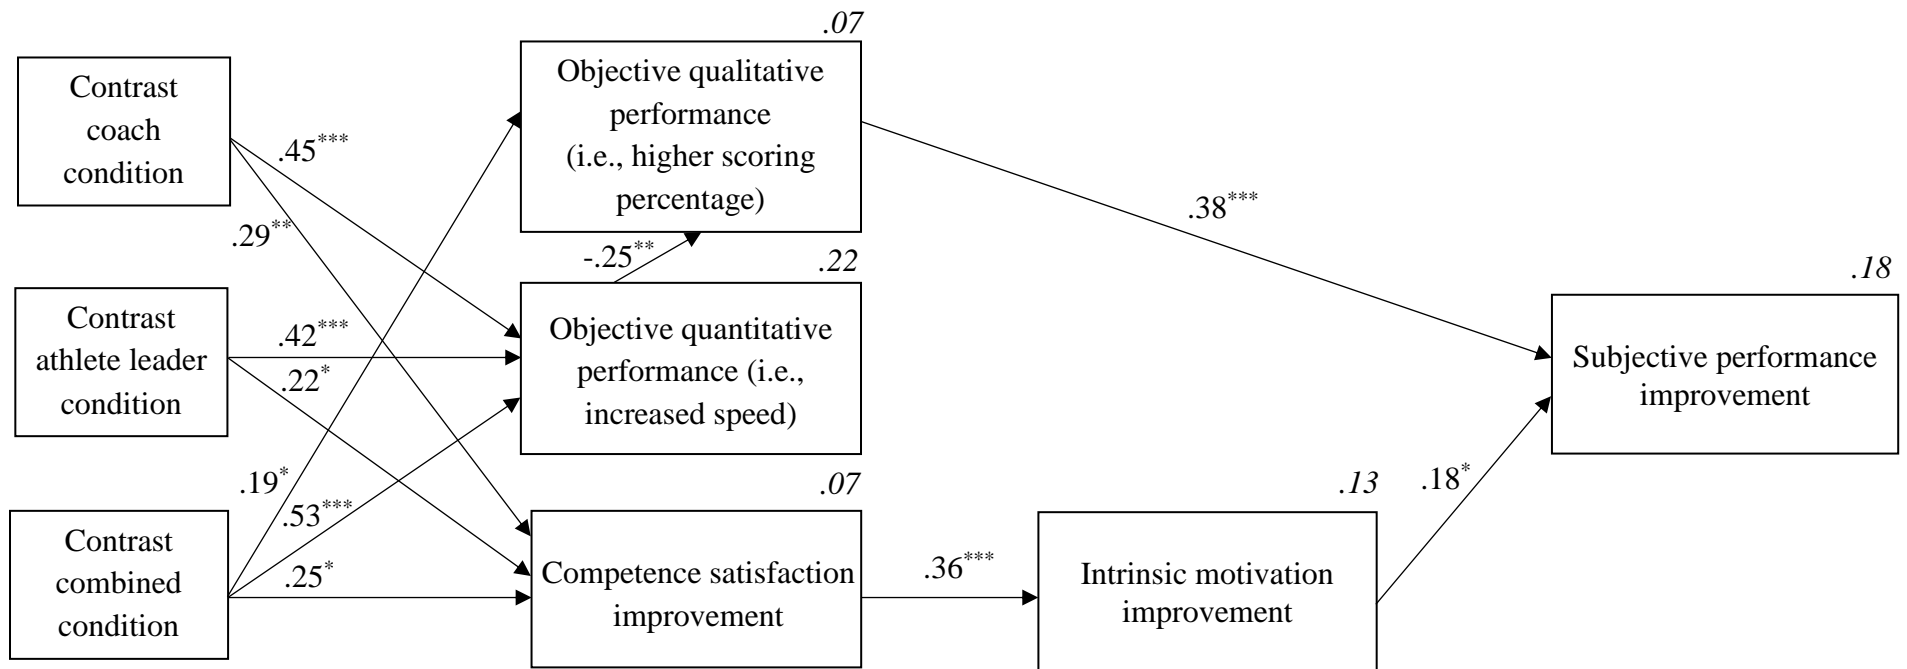 .07
Contrast
coach
condition
Objective qualitative
performance
(i.e., higher scoring
percentage)
.45***
.29**
.38***
-.25**
.22
.18
Contrast
athlete leader
condition
.42***
.22*
Objective quantitative
performance (i.e.,
increased speed)
Subjective performance
improvement
.19*
.53***
.25*
.07
.13
.18*
Contrast
combined
condition
Competence satisfaction
improvement
.36***
Intrinsic motivation
improvement